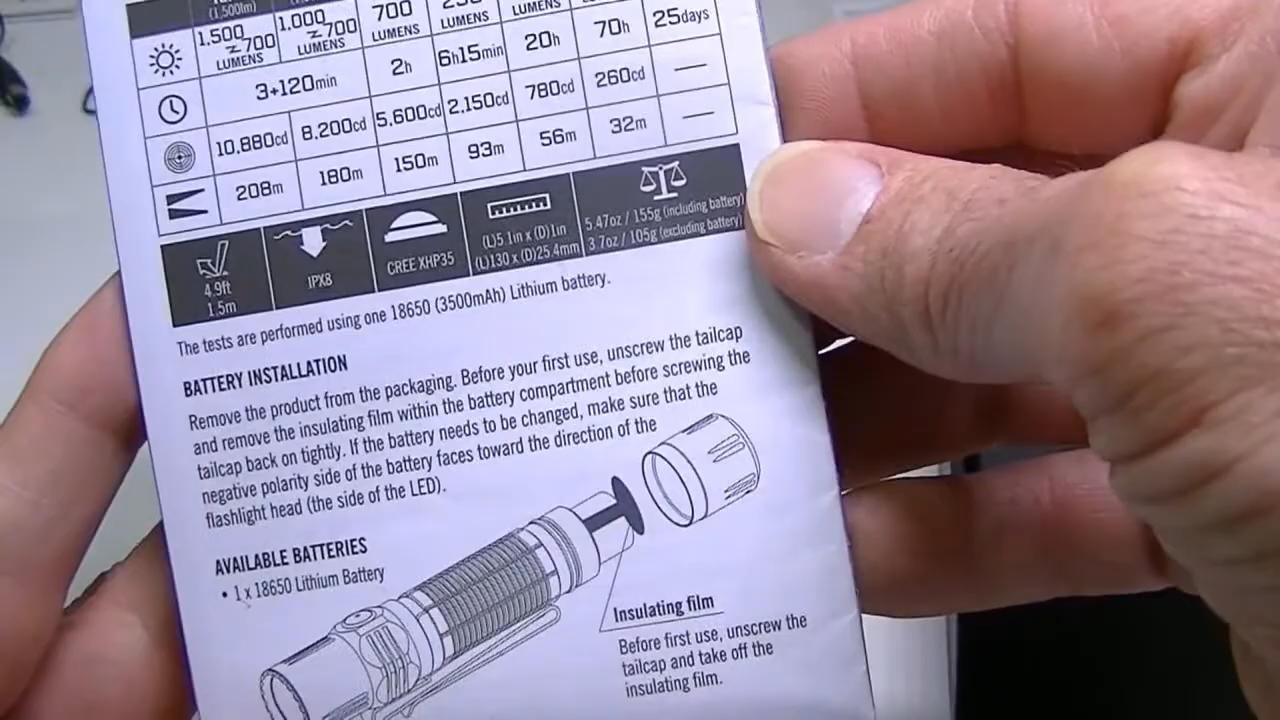 (1,500lm)
1.500 1.000 700
700 700 LUMENS LUMENS LUMENS
LUMENS LUMENS
3+120min 2h 6h15min 20h 70h 25days
10.880cd 8.200cd 5.600cd 2.150cd 780cd 260cd —
208m 180m 150m 93m 56m 32m —
4.9ft
1.5m
IPX8
CREE XHP35
(L)5.1in x (D)1in
(L)130 x (D)25.4mm
5.47oz / 155g (including battery)
3.7oz / 105g (excluding battery)
The tests are performed using one 18650 (3500mAh) Lithium battery.
BATTERY INSTALLATION
Remove the product from the packaging. Before your first use, unscrew the tailcap
and remove the insulating film within the battery compartment before screwing the
tailcap back on tightly. If the battery needs to be changed, make sure that the
negative polarity side of the battery faces toward the direction of the
flashlight head (the side of the LED).
AVAILABLE BATTERIES
• 1 x 18650 Lithium Battery
Insulating film
Before first use, unscrew the
tailcap and take off the
insulating film.